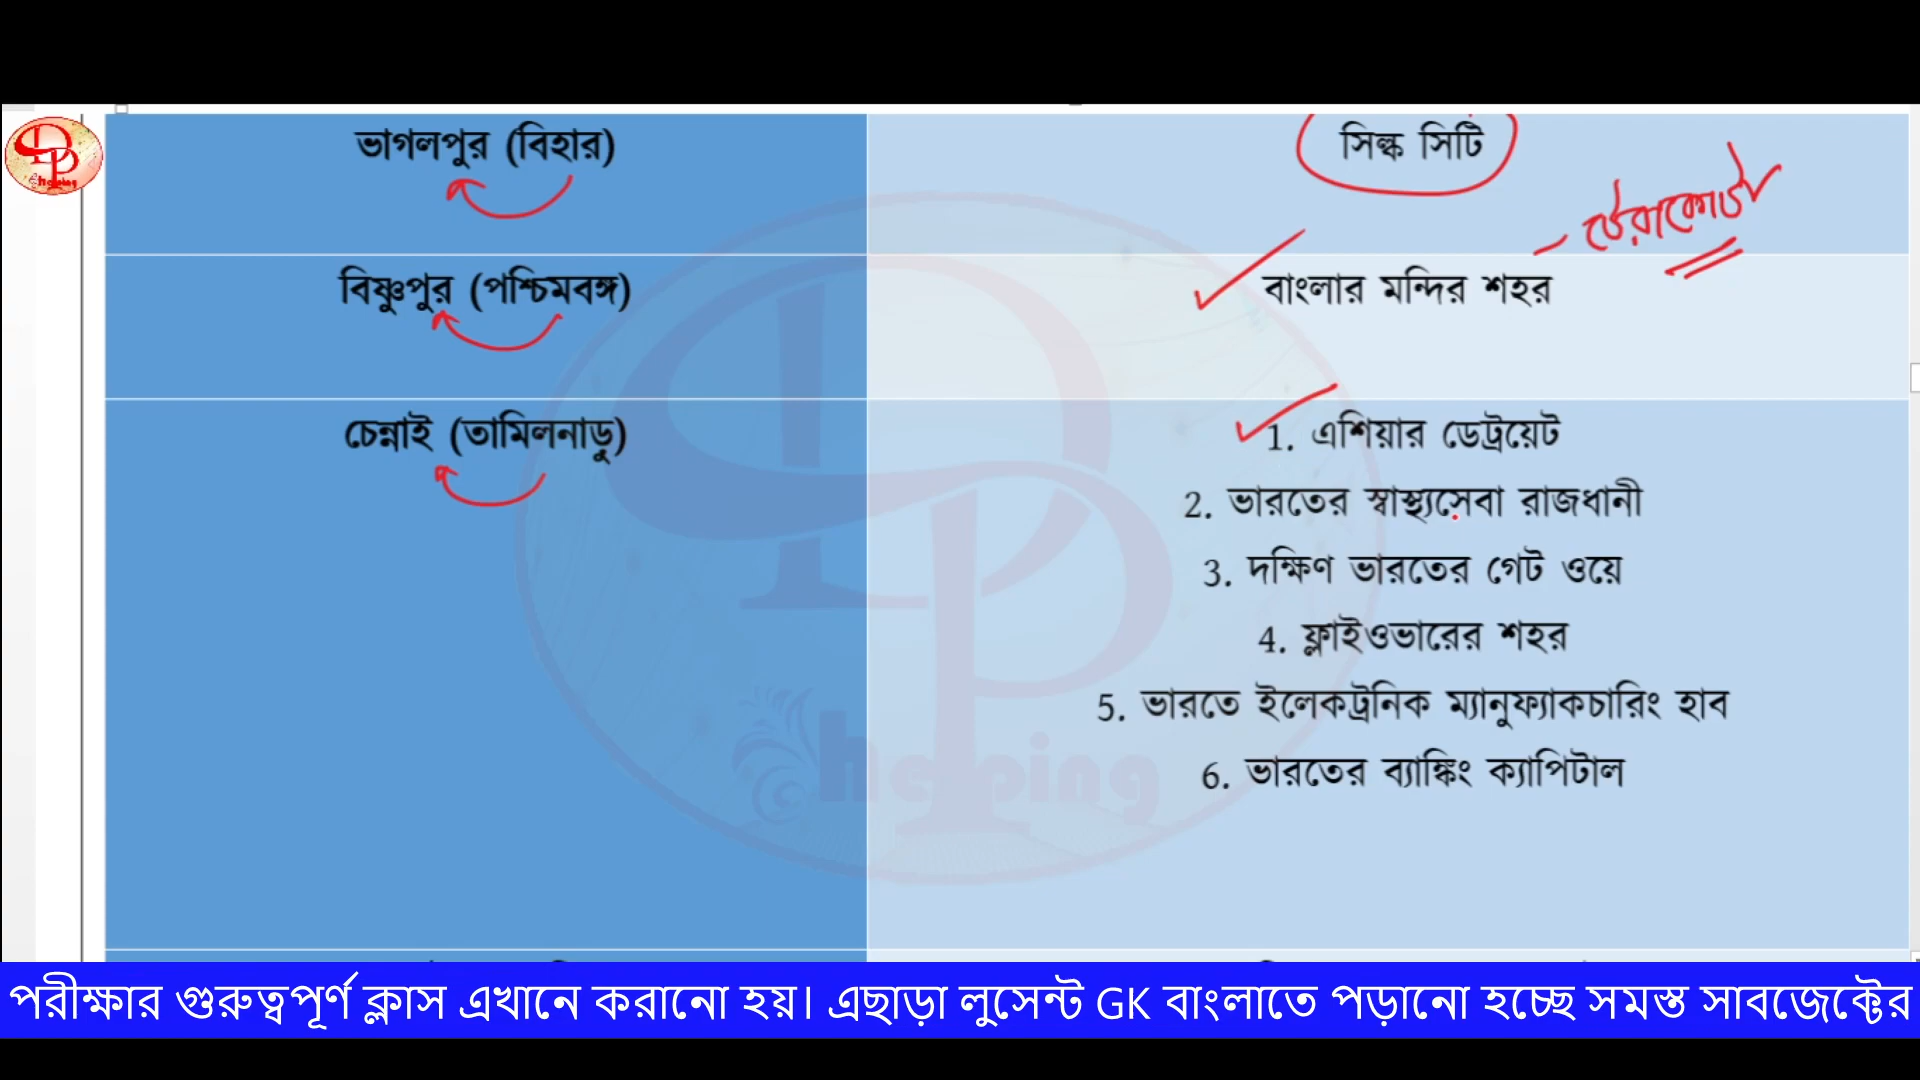 ভাগলপুর (বিহার)
সিল্ক সিটি
টেরাকোটা
বিষ্ণুপুর (পশ্চিমবঙ্গ)
বাংলার মন্দির শহর
চেন্নাই (তামিলনাডু)
1. এশিয়ার ডেট্রয়েট
2. ভারতের স্বাস্থ্যসেবা রাজধানী
3. দক্ষিণ ভারতের গেট ওয়ে
4. ফ্লাইওভারের শহর
5. ভারতে ইলেকট্রনিক ম্যানুফ্যাকচারিং হাব
6. ভারতের ব্যাঙ্কিং ক্যাপিটাল
DP
helping
পরীক্ষার গুরুত্বপূর্ণ ক্লাস এখানে করানো হয়। এছাড়া লুসেন্ট GK বাংলাতে পড়ানো হচ্ছে সমস্ত সাবজেক্টের